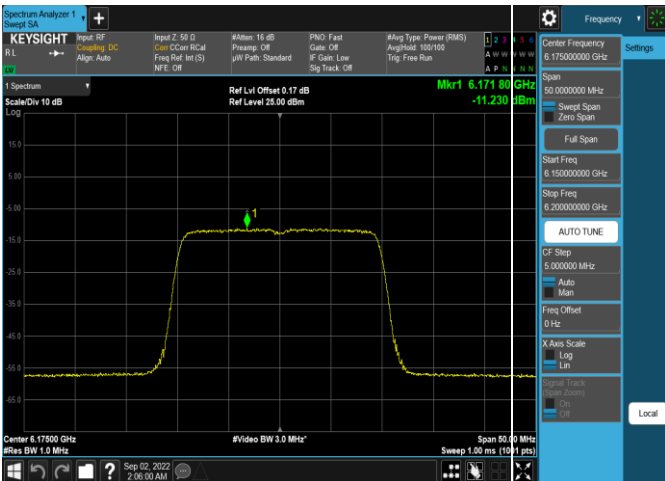 Spectrum Analyzer 1
Swept SA
+
Frequency
KEYSIGHT
Input: RF
Input Z: 50 Ω
#Atten: 16 dB
PNO: Fast
#Avg Type: Power (RMS)
1 2 3 4 5 6
RL
Coupling: DC
Corr CCorr RCal
Preamp: Off
Gate: Off
Avg|Hold: 100/100
A W W W W W
Align: Auto
Freq Ref: Int (S)
µW Path: Standard
IF Gain: Low
Trig: Free Run
NFE: Off
Sig Track: Off
A P N N N N
1 Spectrum
Ref Lvl Offset 0.17 dB
Mkr1 6.171 80 GHz
Scale/Div 10 dB
Ref Level 25.00 dBm
-11.230 dBm
Log
15.0
5.00
-5.00
1
-15.0
-25.0
-35.0
-45.0
-55.0
-65.0
Center 6.17500 GHz
#Video BW 3.0 MHz*
Span 50.00 MHz
#Res BW 1.0 MHz
Sweep 1.00 ms (1001 pts)
Sep 02, 2022
2:06:00 AM
?
Center Frequency
6.175000000 GHz
Settings
Span
50.0000000 MHz
Swept Span
Zero Span
Full Span
Start Freq
6.150000000 GHz
Stop Freq
6.200000000 GHz
AUTO TUNE
CF Step
5.000000 MHz
Auto
Man
Freq Offset
0 Hz
X Axis Scale
Log
Lin
Signal Track
(Span Zoom)
On
Off
Local